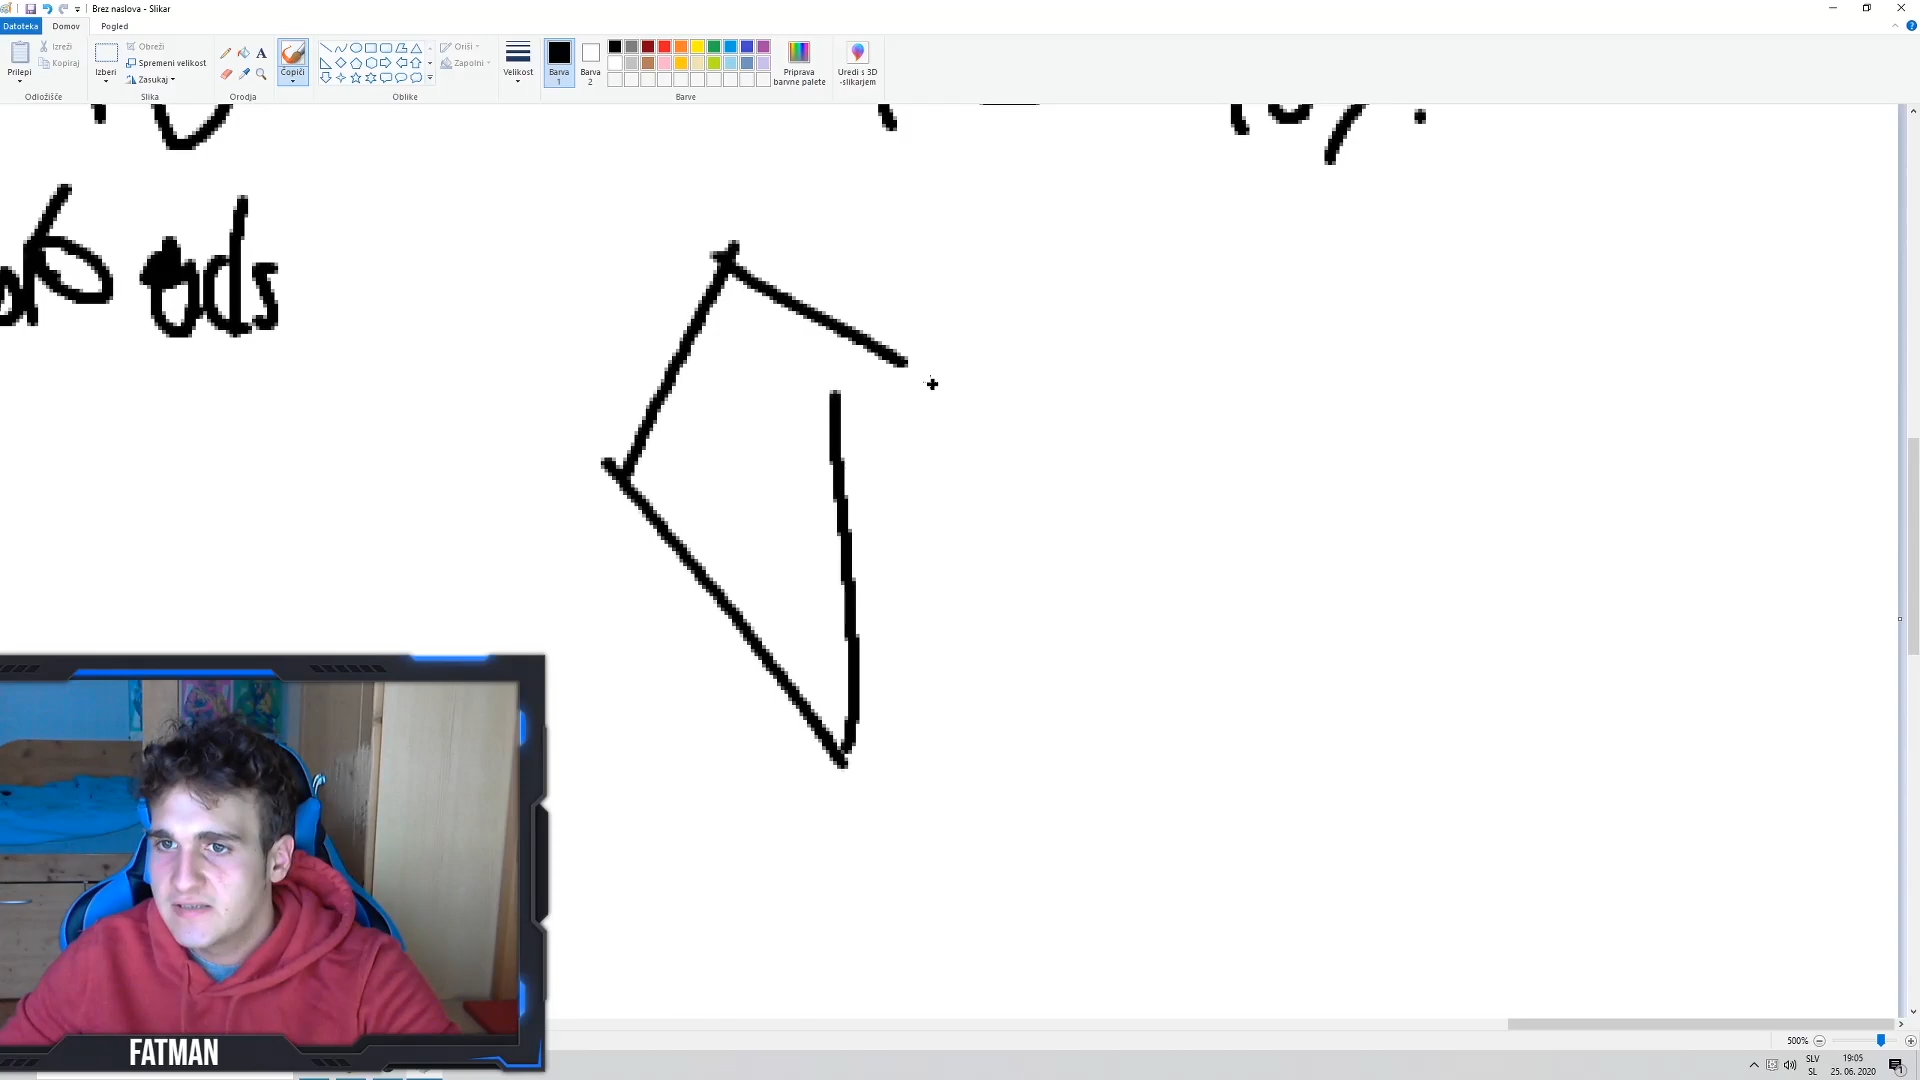 Brez naslova - Slikar
Datoteka Domov Pogled
Prilepi
Izreži
Kopiraj
Odložišče
Izberi
Obreži
Spremeni velikost
Zasukaj
Slika
A
Orodja
Čopiči
Oriši
Zapolni
Oblike
Velikost
Barva 1
Barva 2
Priprava barvne palete
Barve
Uredi s 3D-slikarjem
ads
FATMAN
500%
SLV
SL
19:05
25. 06. 2020